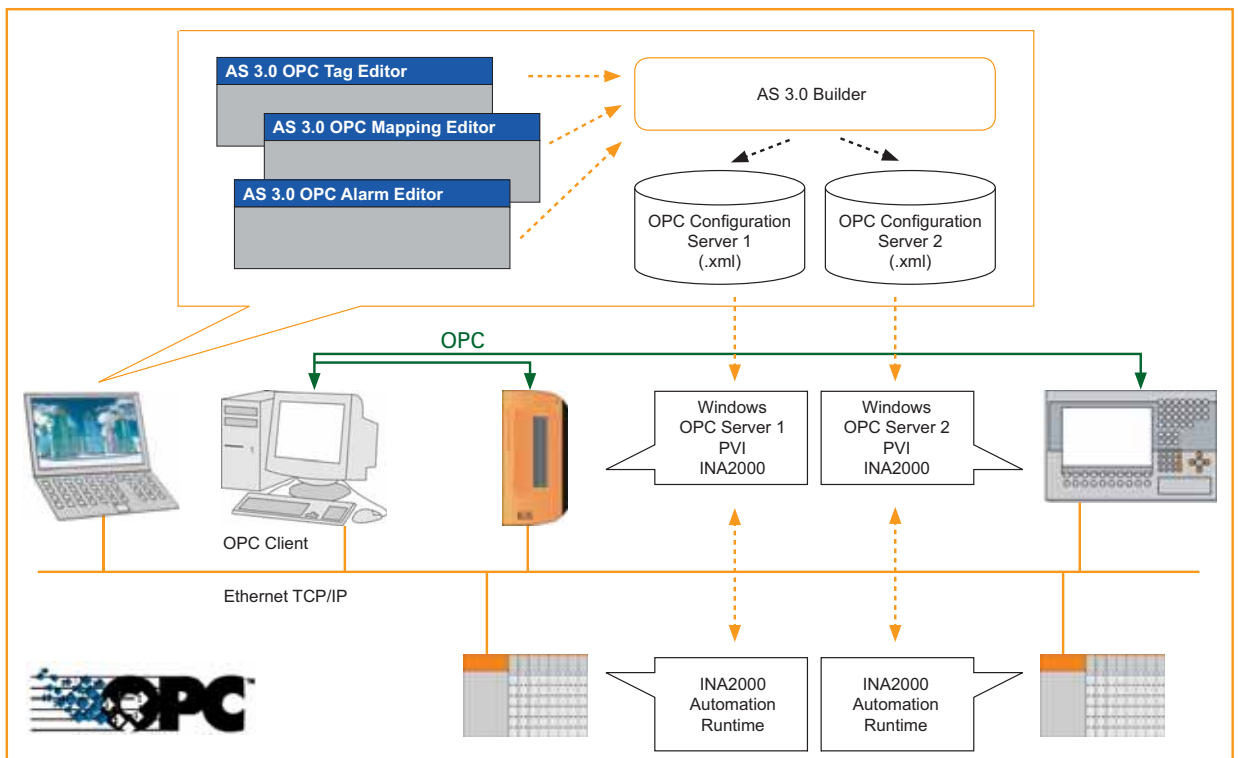 AS 3.0 OPC Tag Editor
AS 3.0 OPC Mapping Editor
AS 3.0 OPC Alarm Editor
AS 3.0 Builder
OPC Configuration
Server 1
(.xml)
OPC Configuration
Server 2
(.xml)
OPC
Windows
OPC Server 1
PVI
INA2000
Windows
OPC Server 2
PVI
INA2000
OPC Client
Ethernet TCP/IP
OPC™
INA2000
Automation
Runtime
INA2000
Automation
Runtime